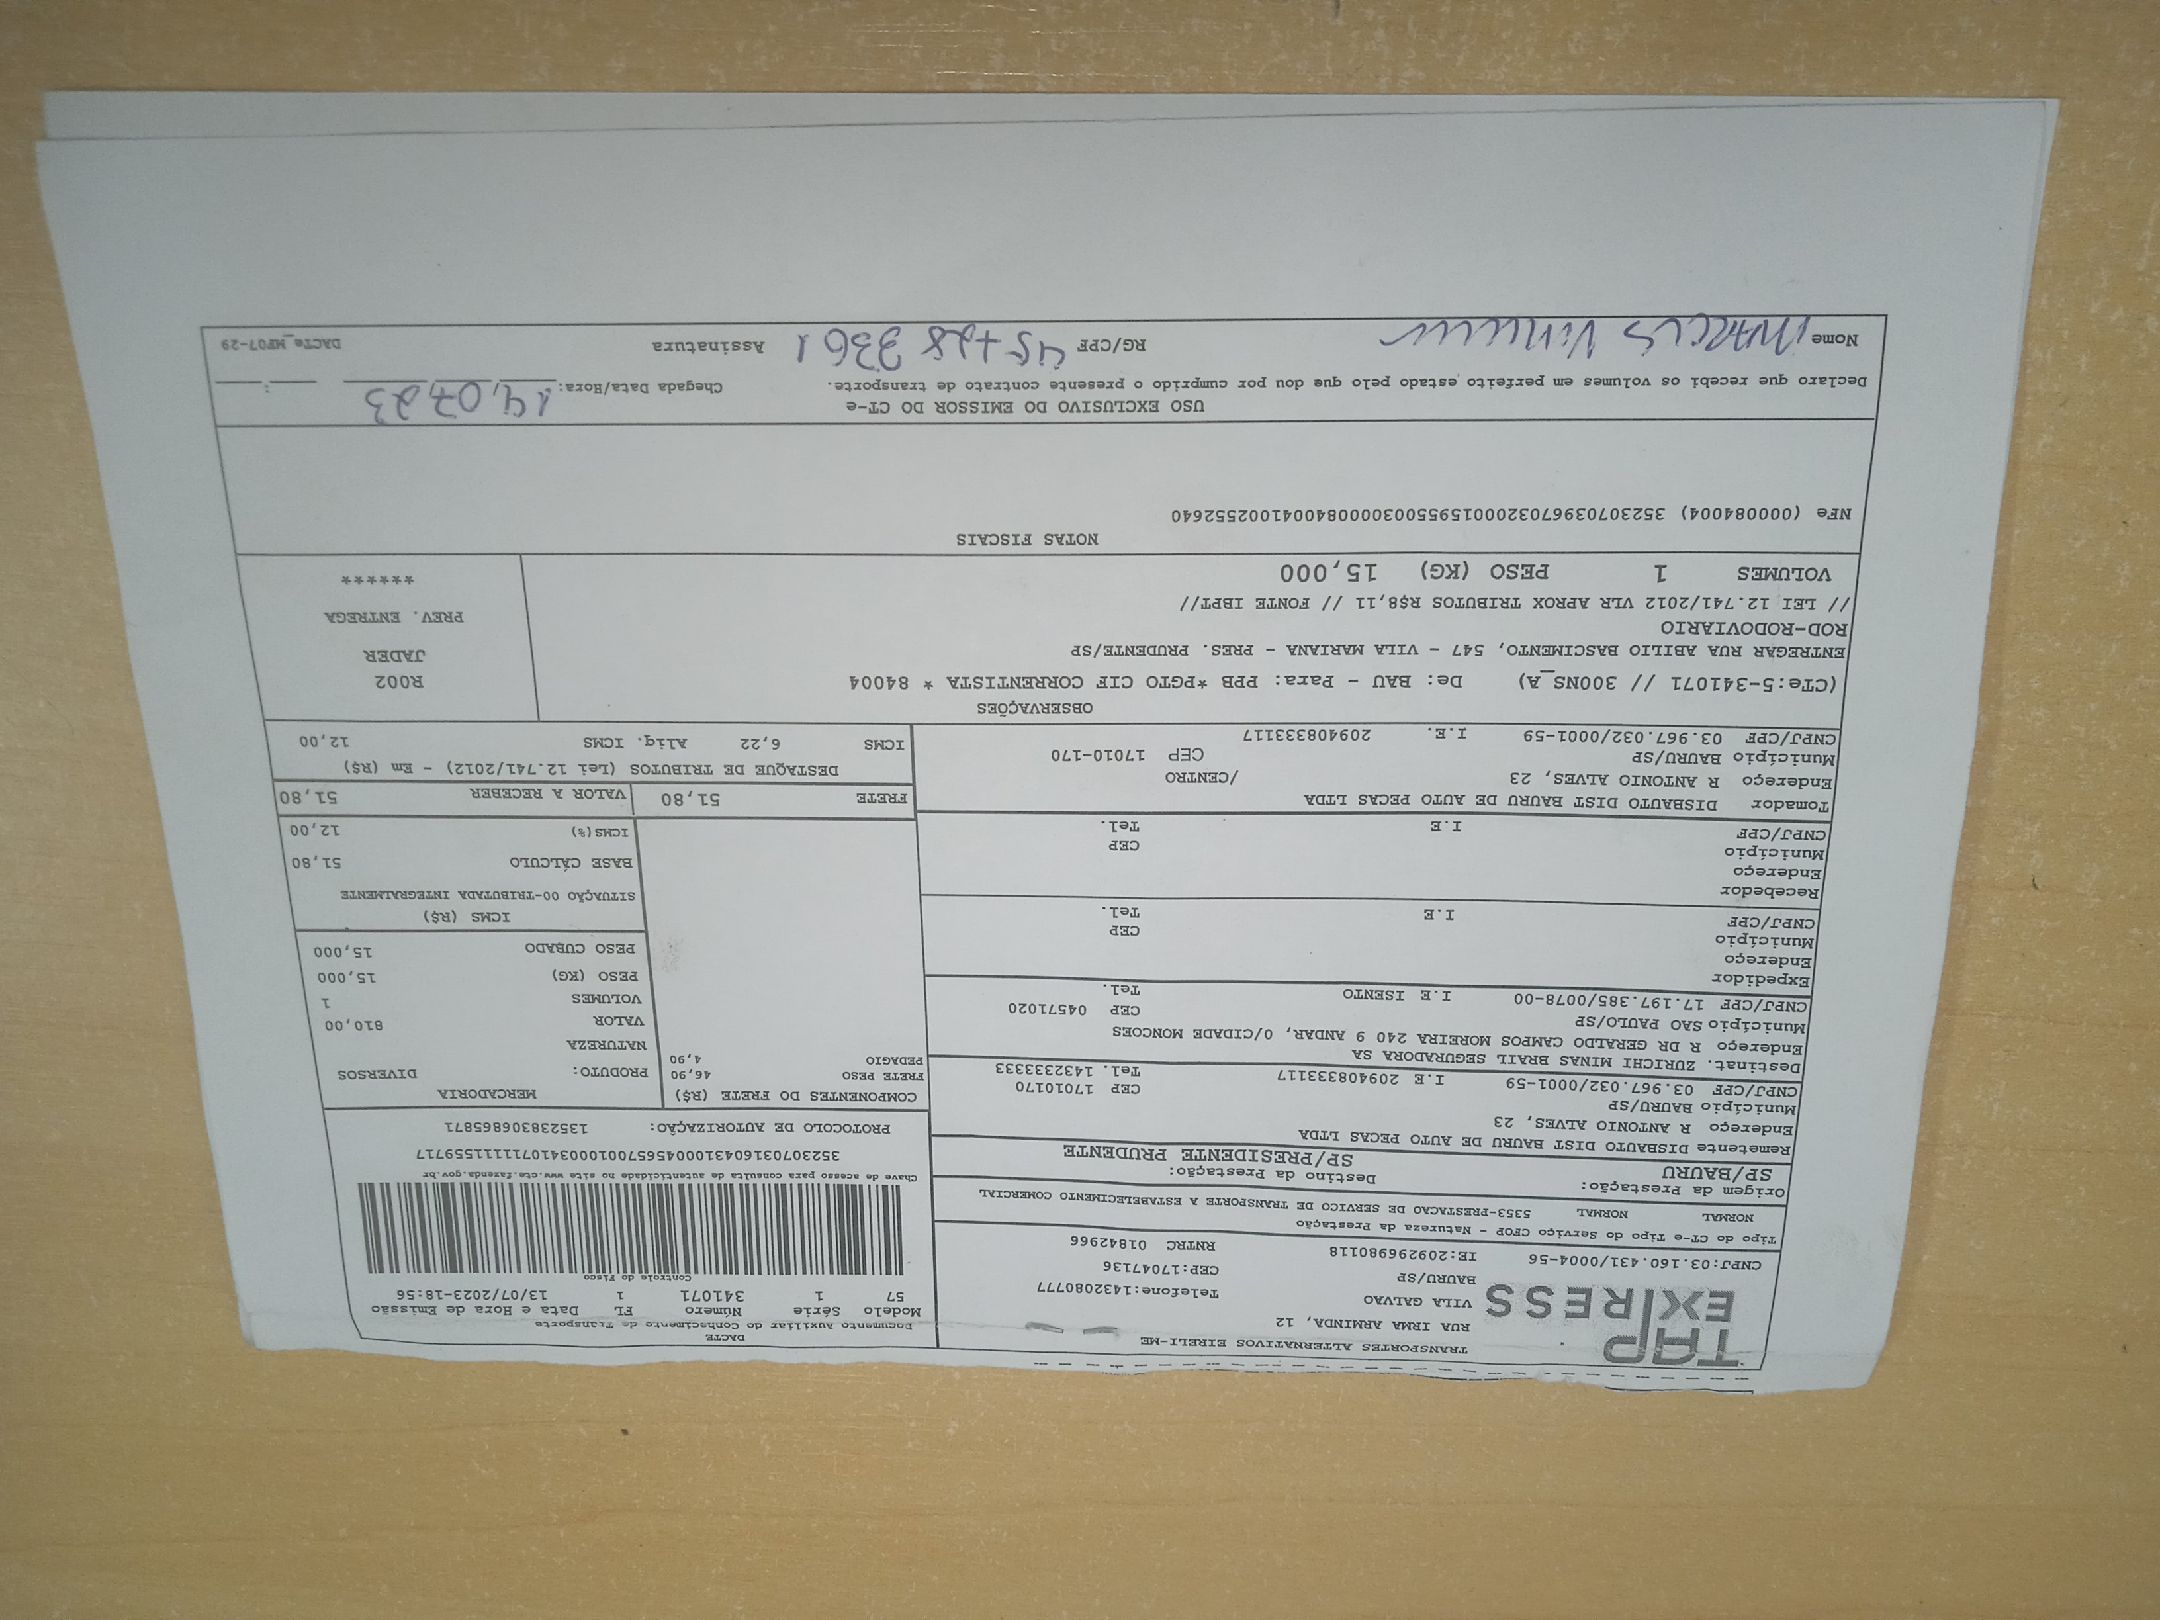 TAP EXPRESS
TRANSPORTES ALTERNATIVOS EIRELI-ME
RUA IRMA ARMINDA, 12
VILA GALVAO Telefone:1432080777
BAURU/SP CEP:17047136
CNPJ:03.160.431/0004-56 IE:209296980118 RNTRC 01842966
DACTE
Documento Auxiliar do Conhecimento de Transporte
Modelo Série Número FL Data e Hora de Emissão
57 1 341071 1 13/07/2023-18:56
Controle do Fisco
Chave de acesso para consulta de autenticidade no site www.cte.fazenda.gov.br
PROTOCOLO DE AUTORIZAÇÃO: 135238306865871
Tipo do CT-e Tipo do Serviço CFOP - Natureza da Prestação
NORMAL NORMAL 5353-PRESTACAO DE SERVICO DE TRANSPORTE A ESTABELECIMENTO COMERCIAL
Origem da Prestação: Destino da Prestação:
SP/BAURU SP/PRESIDENTE PRUDENTE
Remetente DISBAUTO DIST BAURU DE AUTO PECAS LTDA
Endereço R ANTONIO ALVES, 23
Município BAURU/SP CEP 17010170
CNPJ/CPF 03.967.032/0001-59 I.E 209408333117 Tel. 1432333333
Destinat. ZURICHI MINAS BRAIL SEGURADORA SA
Endereço R DR GERALDO CAMPOS MOREIRA 240 9 ANDAR, 0/CIDADE MONCOES
Município SAO PAULO/SP CEP 04571020
CNPJ/CPF 17.197.385/0078-00 I.E ISENTO Tel.
Expedidor
Endereço
Município CEP
CNPJ/CPF I.E Tel.
Recebedor
Endereço
Município CEP
CNPJ/CPF I.E Tel.
Tomador DISBAUTO DIST BAURU DE AUTO PECAS LTDA
Endereço R ANTONIO ALVES, 23 /CENTRO
Município BAURU/SP CEP 17010-170
CNPJ/CPF 03.967.032/0001-59 I.E. 209408333117
COMPONENTES DO FRETE (R$)
FRETE PESO 46,90
PEDAGIO 4,90
MERCADORIA
PRODUTO: DIVERSOS
NATUREZA
VALOR 810,00
VOLUMES 1
PESO (KG) 15,000
PESO CUBADO 15,000
ICMS (R$)
SITUAÇÃO 00-TRIBUTADA INTEGRALMENTE
BASE CÁLCULO 51,80
ICMS(%) 12,00
FRETE 51,80 VALOR A RECEBER 51,80
DESTAQUE DE TRIBUTOS (Lei 12.741/2012) - Em (R$)
ICMS 6,22 Aliq. ICMS 12,00
OBSERVAÇÕES
(CTe:5-341071 // 300NS_A) De: BAU - Para: PPB *PGTO CIF CORRENTISTA * 84004
ENTREGAR RUA ABILIO BASCIMENTO, 547 - VILA MARIANA - PRES. PRUDENTE/SP
ROD-RODOVIARIO
// LEI 12.741/2012 VLR APROX TRIBUTOS R$8,11 // FONTE IBPT//
VOLUMES 1 PESO (KG) 15,000
R002
JADER
PREV. ENTREGA
******
NOTAS FISCAIS
NFe (000084004) 35230703967032000159550030000840041002552640
USO EXCLUSIVO DO EMISSOR DO CT-e
Declaro que recebi os volumes em perfeito estado pelo que dou por cumprido o presente contrato de transporte. Chegada Data/Hora: 14,07,23 :
Nome Marcus RG/CPF Assinatura DACTe_MF07-29